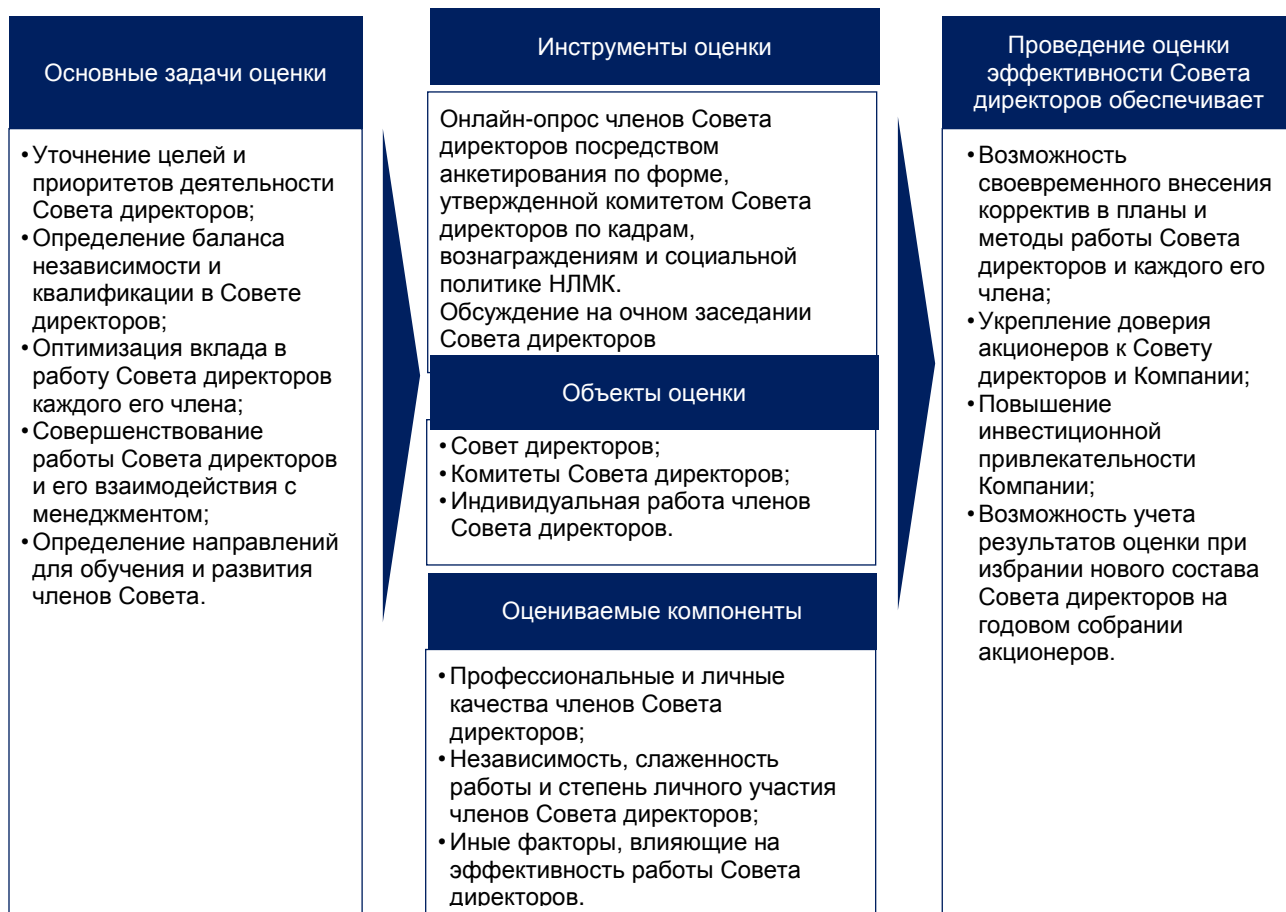 Основные задачи оценки
•Уточнение целей и
приоритетов деятельности
Совета директоров;
•Определение баланса
независимости и
квалификации в Совете
директоров;
•Оптимизация вклада в
работу Совета директоров
каждого его члена;
•Совершенствование
работы Совета директоров
и его взаимодействия с
менеджментом;
•Определение направлений
для обучения и развития
членов Совета.
Инструменты оценки
Онлайн-опрос членов Совета
директоров посредством
анкетирования по форме,
утвержденной комитетом Совета
директоров по кадрам,
вознаграждениям и социальной
политике НЛМК.
Обсуждение на очном заседании
Совета директоров
Объекты оценки
•Совет директоров;
•Комитеты Совета директоров;
•Индивидуальная работа членов
Совета директоров.
Оцениваемые компоненты
•Профессиональные и личные
качества членов Совета
директоров;
•Независимость, слаженность
работы и степень личного участия
членов Совета директоров;
•Иные факторы, влияющие на
эффективность работы Совета
директоров.
Проведение оценки
эффективности Совета
директоров обеспечивает
•Возможность
своевременного внесения
корректив в планы и
методы работы Совета
директоров и каждого его
члена;
•Укрепление доверия
акционеров к Совету
директоров и Компании;
•Повышение
инвестиционной
привлекательности
Компании;
•Возможность учета
результатов оценки при
избрании нового состава
Совета директоров на
годовом собрании
акционеров.